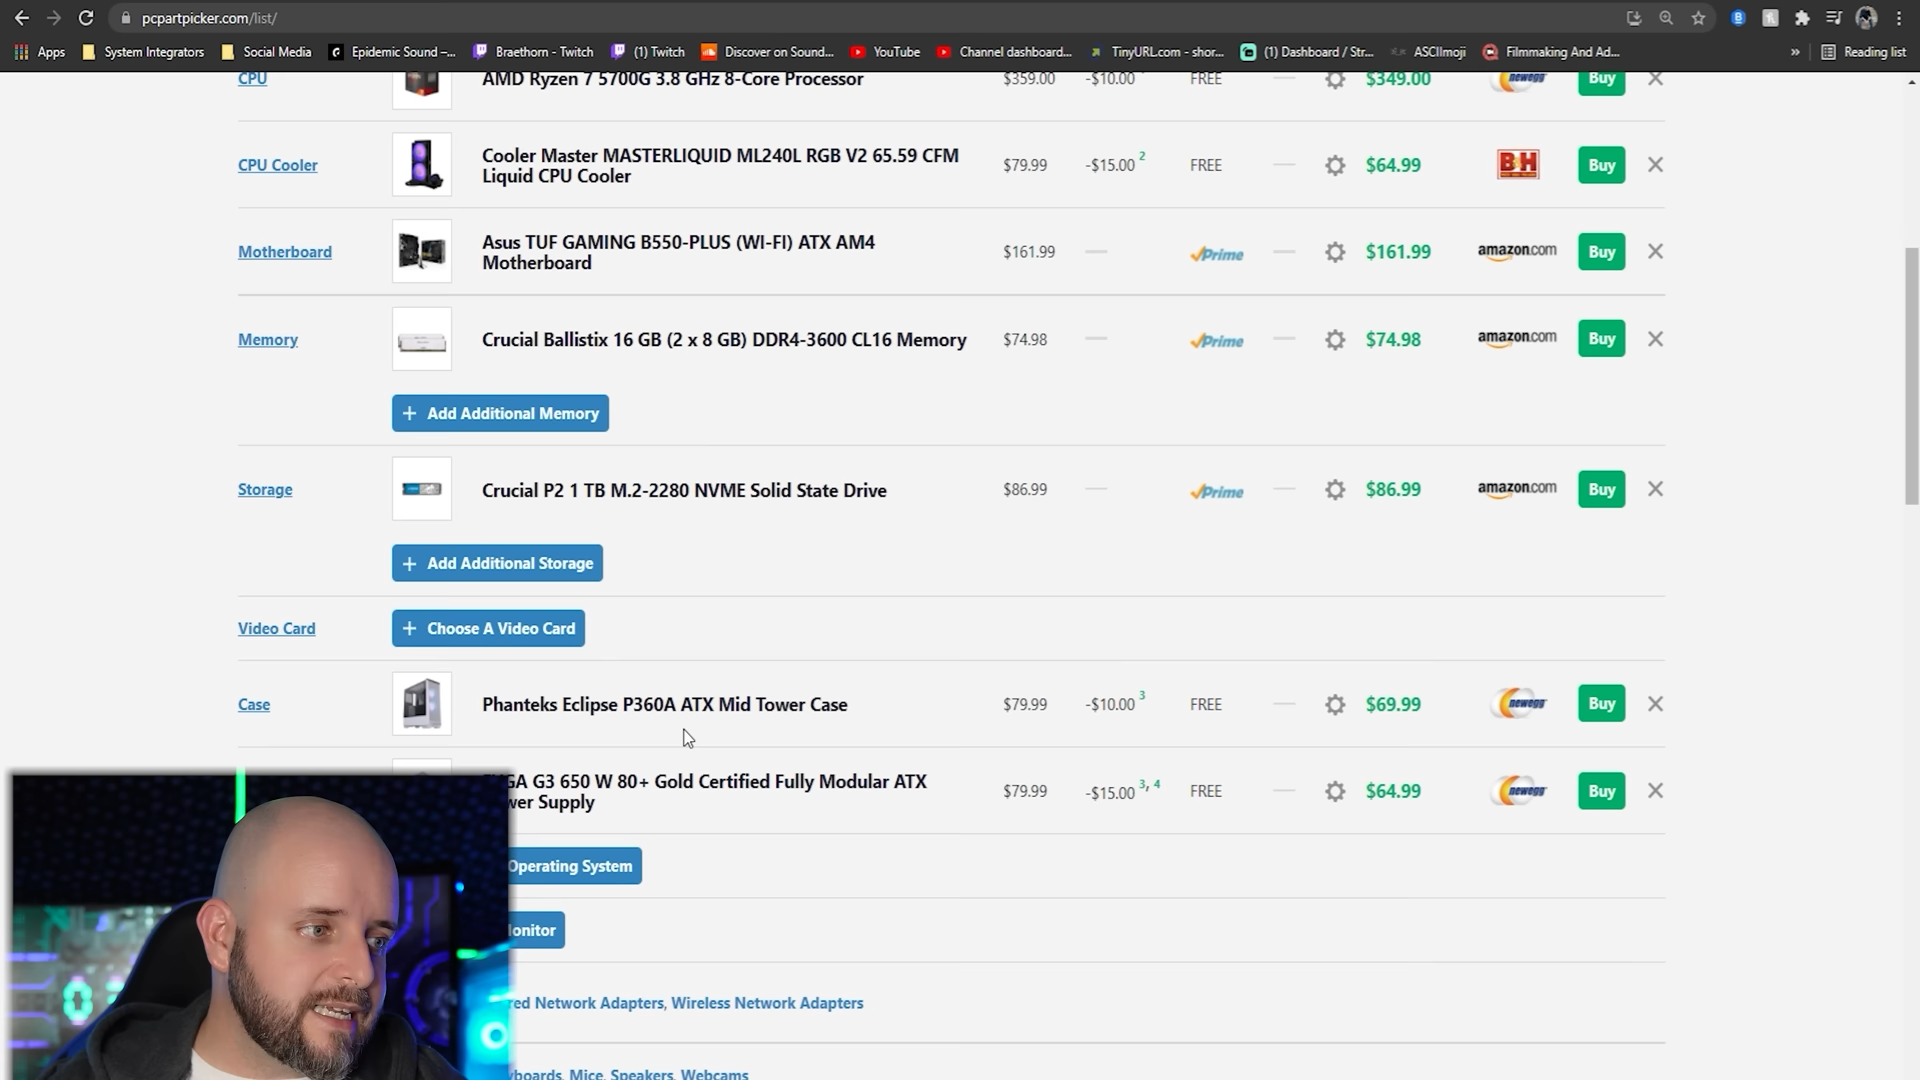 pcpartpicker.com/list/
Apps System Integrators Social Media Epidemic Sound –... Braethorn - Twitch (1) Twitch Discover on Sound... YouTube Channel dashboard... TinyURL.com - shor... (1) Dashboard / Str... ASCIImoji Filmmaking And Ad... » Reading list
CPU AMD Ryzen 7 5700G 3.8 GHz 8-Core Processor $359.00 -$10.00 FREE $349.00 newegg Buy
CPU Cooler Cooler Master MASTERLIQUID ML240L RGB V2 65.59 CFM
Liquid CPU Cooler $79.99 -$15.00 2 FREE $64.99 B&H Buy
Motherboard Asus TUF GAMING B550-PLUS (WI-FI) ATX AM4
Motherboard $161.99 Prime $161.99 amazon.com Buy
Memory Crucial Ballistix 16 GB (2 x 8 GB) DDR4-3600 CL16 Memory $74.98 Prime $74.98 amazon.com Buy
+ Add Additional Memory
Storage Crucial P2 1 TB M.2-2280 NVME Solid State Drive $86.99 Prime $86.99 amazon.com Buy
+ Add Additional Storage
Video Card + Choose A Video Card
Case Phanteks Eclipse P360A ATX Mid Tower Case $79.99 -$10.00 3 FREE $69.99 newegg Buy
G3 650 W 80+ Gold Certified Fully Modular ATX
Supply $79.99 -$15.00 3, 4 FREE $64.99 newegg Buy
Operating System
onitor
red Network Adapters, Wireless Network Adapters
yboards, Mice, Speakers, Webcams